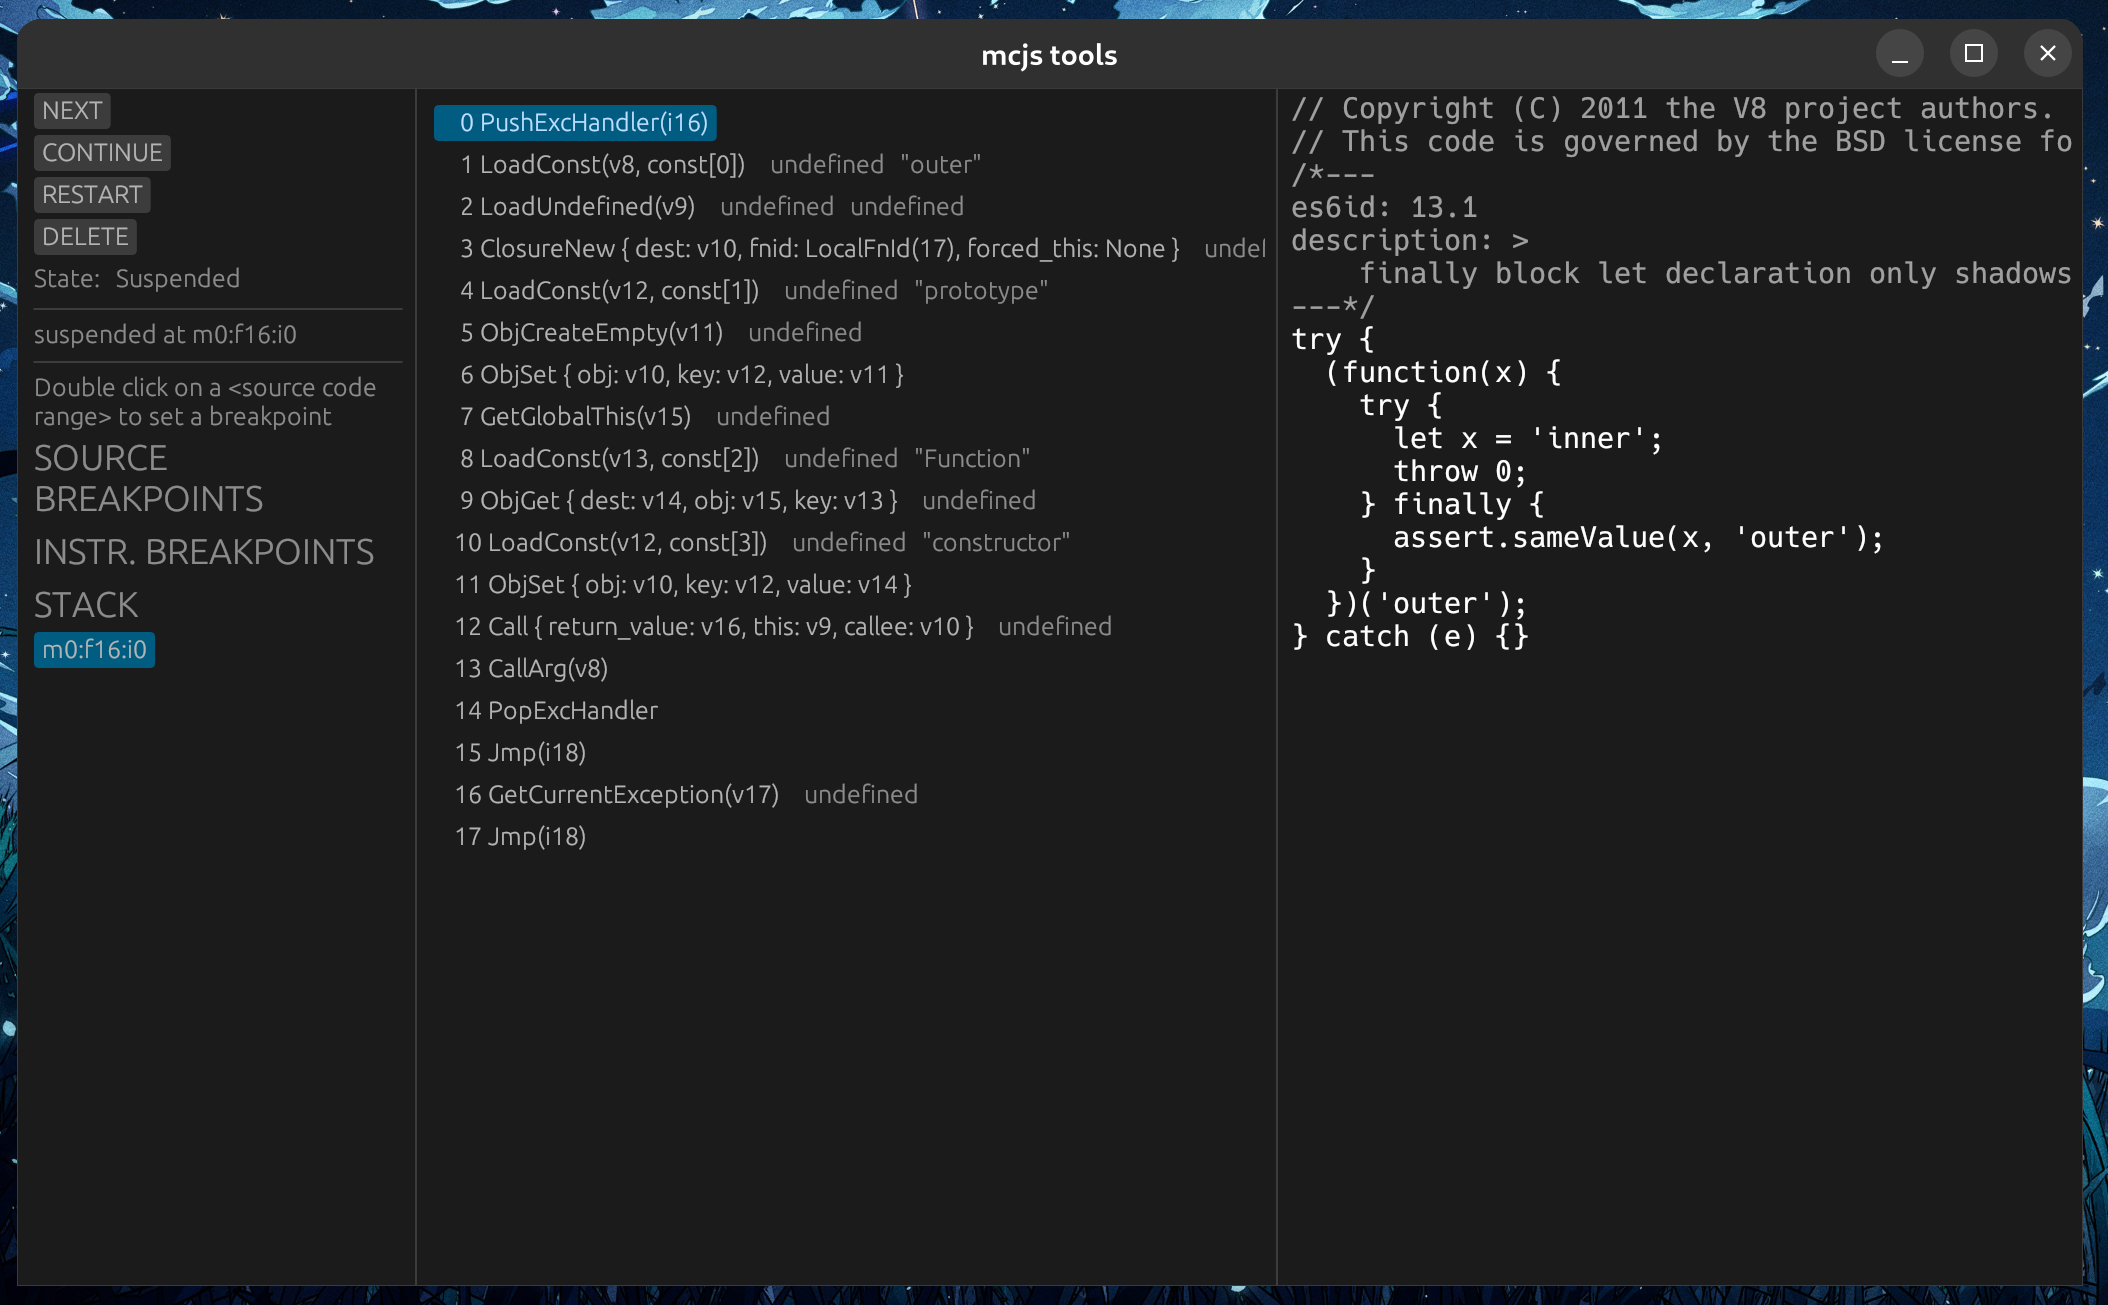 mcjs tools
NEXT
CONTINUE
RESTART
DELETE
State: Suspended
suspended at m0:f16:i0
Double click on a <source code
range> to set a breakpoint
SOURCE
BREAKPOINTS
INSTR. BREAKPOINTS
STACK
m0:f16:i0
0 PushExcHandler(i16)
1 LoadConst(v8, const[0]) undefined "outer"
2 LoadUndefined(v9) undefined undefined
3 ClosureNew { dest: v10, fnid: LocalFnId(17), forced_this: None } undef
4 LoadConst(v12, const[1]) undefined "prototype"
5 ObjCreateEmpty(v11) undefined
6 ObjSet { obj: v10, key: v12, value: v11 }
7 GetGlobalThis(v15) undefined
8 LoadConst(v13, const[2]) undefined "Function"
9 ObjGet { dest: v14, obj: v15, key: v13 } undefined
10 LoadConst(v12, const[3]) undefined "constructor"
11 ObjSet { obj: v10, key: v12, value: v14 }
12 Call { return_value: v16, this: v9, callee: v10 } undefined
13 CallArg(v8)
14 PopExcHandler
15 Jmp(i18)
16 GetCurrentException(v17) undefined
17 Jmp(i18)
// Copyright (C) 2011 the V8 project authors.
// This code is governed by the BSD license fo
/*---
es6id: 13.1
description: >
    finally block let declaration only shadows
---*/
try {
  (function(x) {
    try {
      let x = 'inner';
      throw 0;
    } finally {
      assert.sameValue(x, 'outer');
    }
  })('outer');
} catch (e) {}